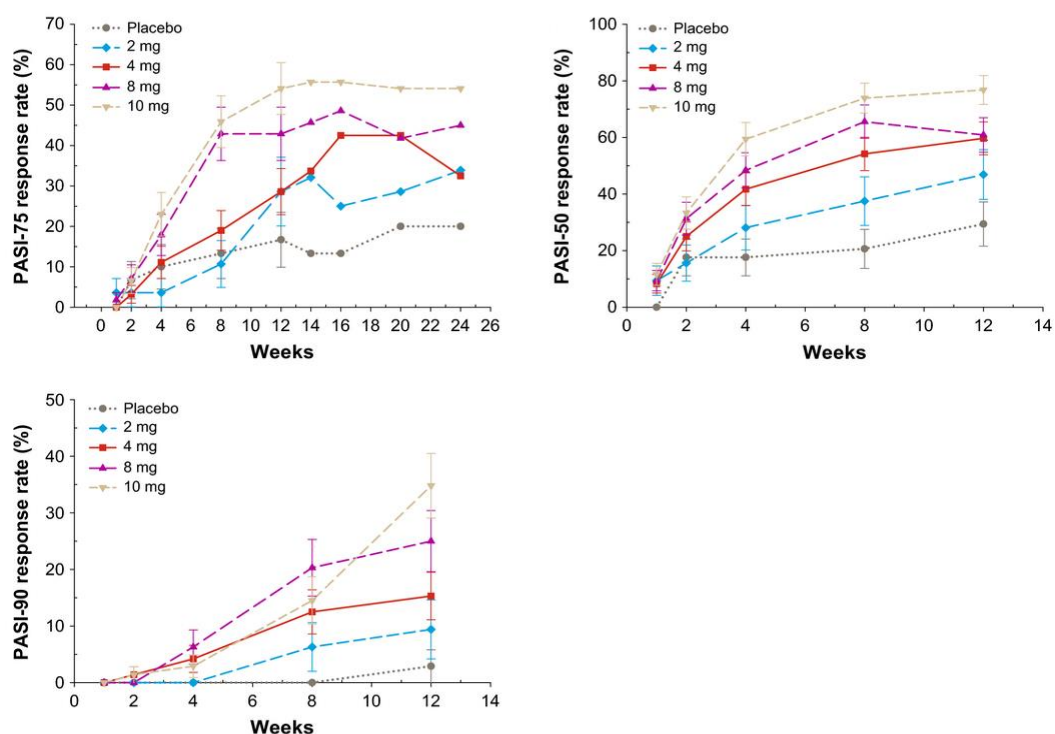 PASI-75 response rate (%)
70
60
50
40
30
20
10
0
Placebo
2 mg
4 mg
8 mg
10 mg
0 2 4 6 8 10 12 14 16 18 20 22 24 26
Weeks
PASI-50 response rate (%)
100
80
60
40
20
0
Placebo
2 mg
4 mg
8 mg
10 mg
0 2 4 6 8 10 12 14
Weeks
PASI-90 response rate (%)
50
40
30
20
10
0
Placebo
2 mg
4 mg
8 mg
10 mg
0 2 4 6 8 10 12 14
Weeks